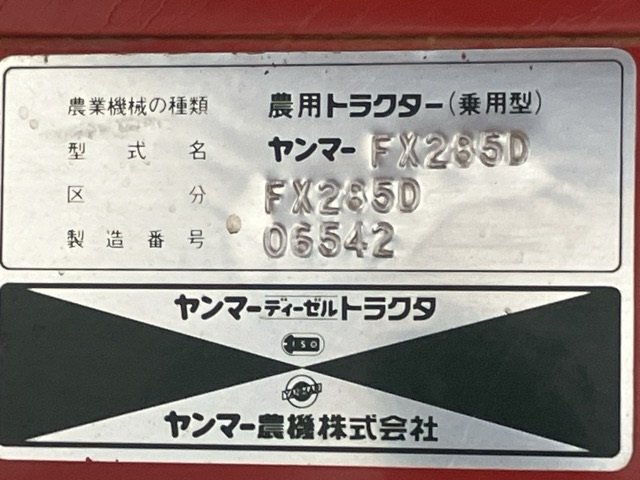 農業機械の種類 農用トラクター(乗用型)
型式名 ヤンマー FX285D
区分 FX285D
製造番号 06542
ヤンマーディーゼルトラクタ
ISO
YANMAR
ヤンマー農機株式会社